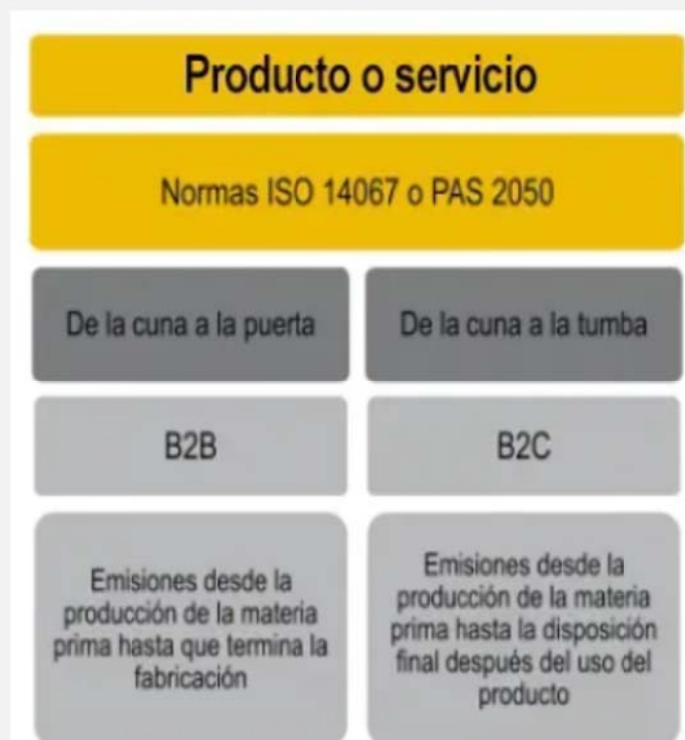 Producto o servicio
Normas ISO 14067 o PAS 2050
De la cuna a la puerta
De la cuna a la tumba
B2B
B2C
Emisiones desde la
producción de la materia
prima hasta que termina la
fabricación
Emisiones desde la
producción de la materia
prima hasta la disposición
final después del uso del
producto